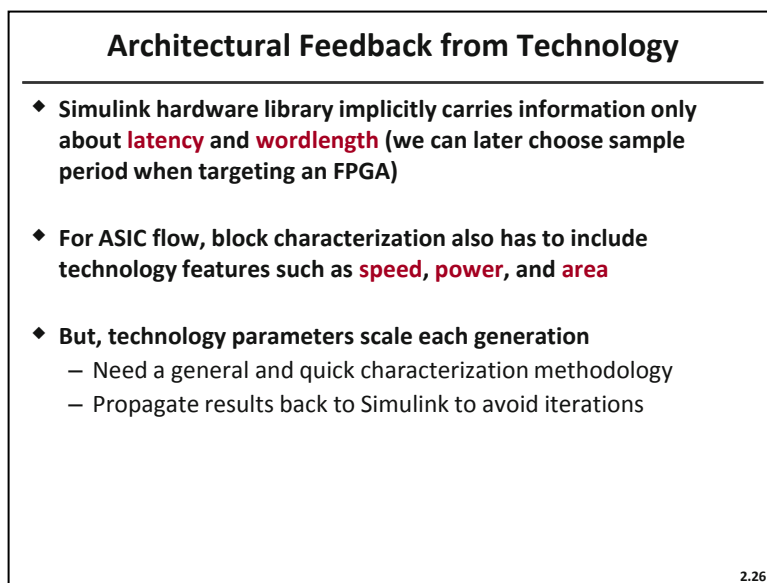 Architectural Feedback from Technology
◆ Simulink hardware library implicitly carries information only
about latency and wordlength (we can later choose sample
period when targeting an FPGA)
◆ For ASIC flow, block characterization also has to include
technology features such as speed, power, and area
◆ But, technology parameters scale each generation
– Need a general and quick characterization methodology
– Propagate results back to Simulink to avoid iterations
2.26